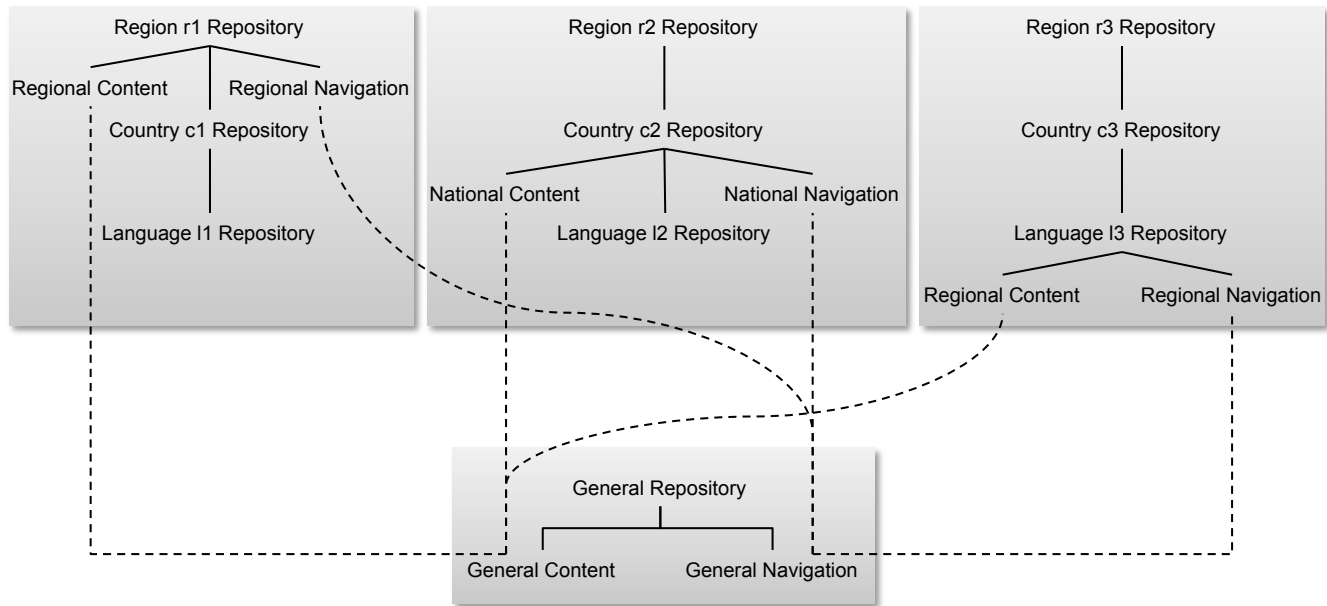 Region r1 Repository
Regional Content
Regional Navigation
Country c1 Repository
Language l1 Repository
Region r2 Repository
Country c2 Repository
National Content
National Navigation
Language l2 Repository
Region r3 Repository
Country c3 Repository
Language l3 Repository
Regional Content
Regional Navigation
General Repository
General Content
General Navigation